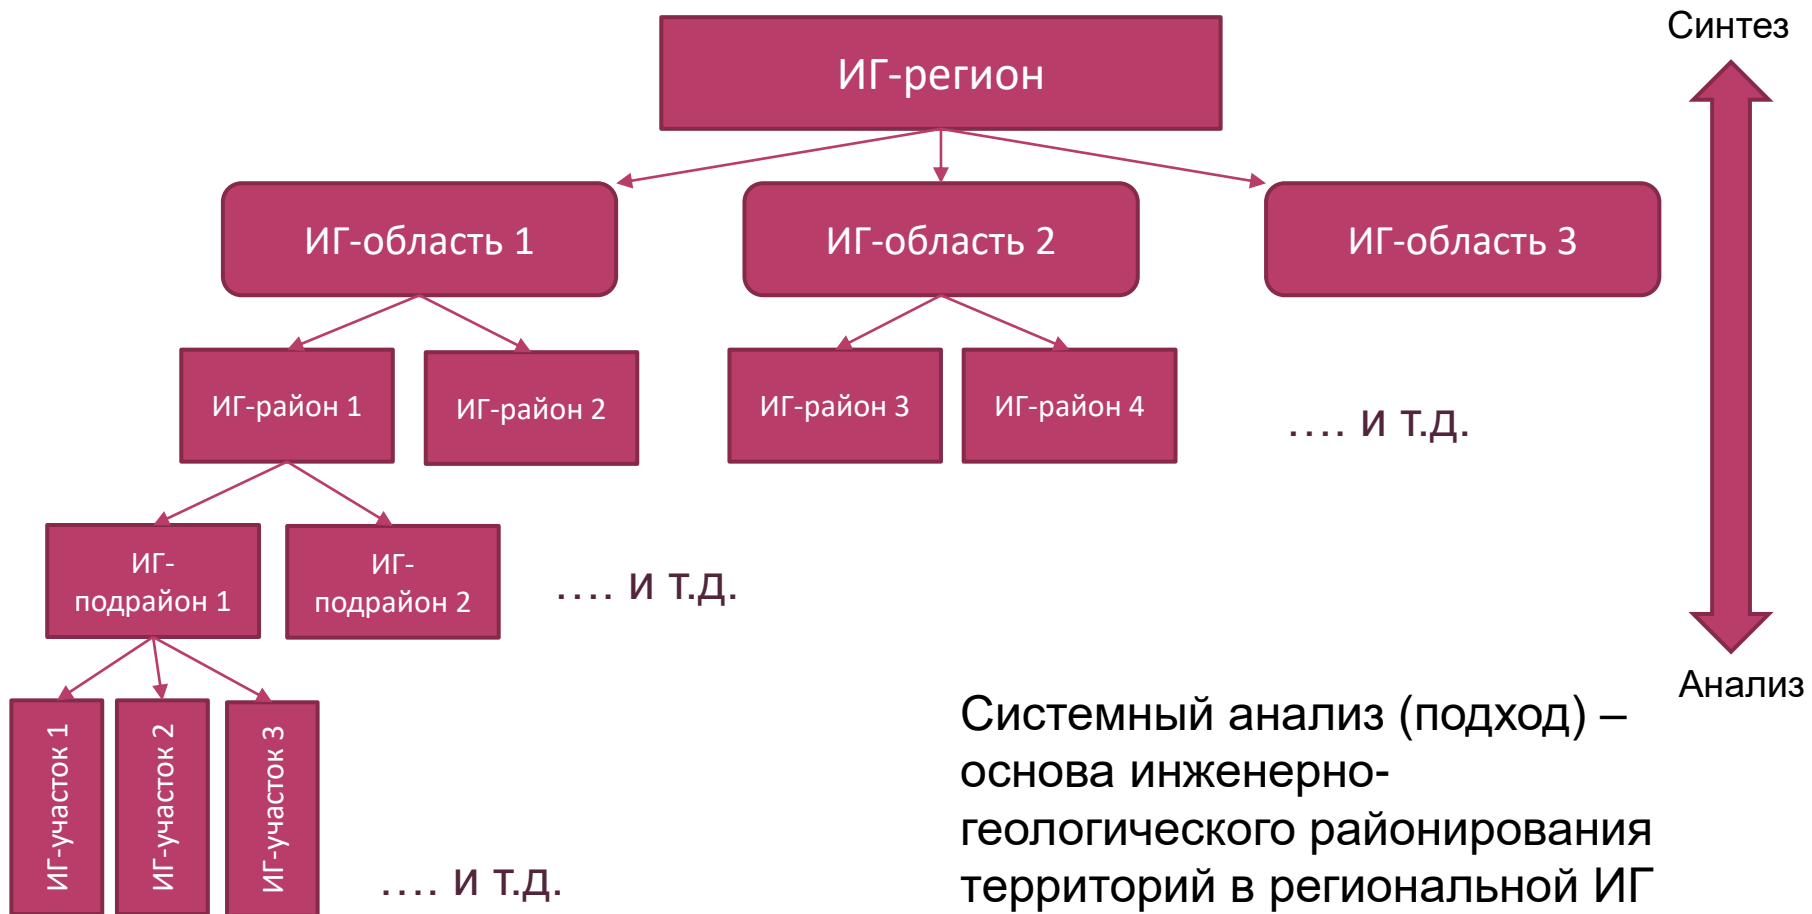 Синтез
ИГ-регион
ИГ-область 1
ИГ-область 2
ИГ-область 3
ИГ-район 1
ИГ-район 2
ИГ-район 3
ИГ-район 4
…. и т.д.
ИГ-
подрайон 1
ИГ-
подрайон 2
…. и т.д.
Анализ
ИГ-участок 1
ИГ-участок 2
ИГ-участок 3
…. и т.д.
Системный анализ (подход) –
основа инженерно-
геологического районирования
территорий в региональной ИГ